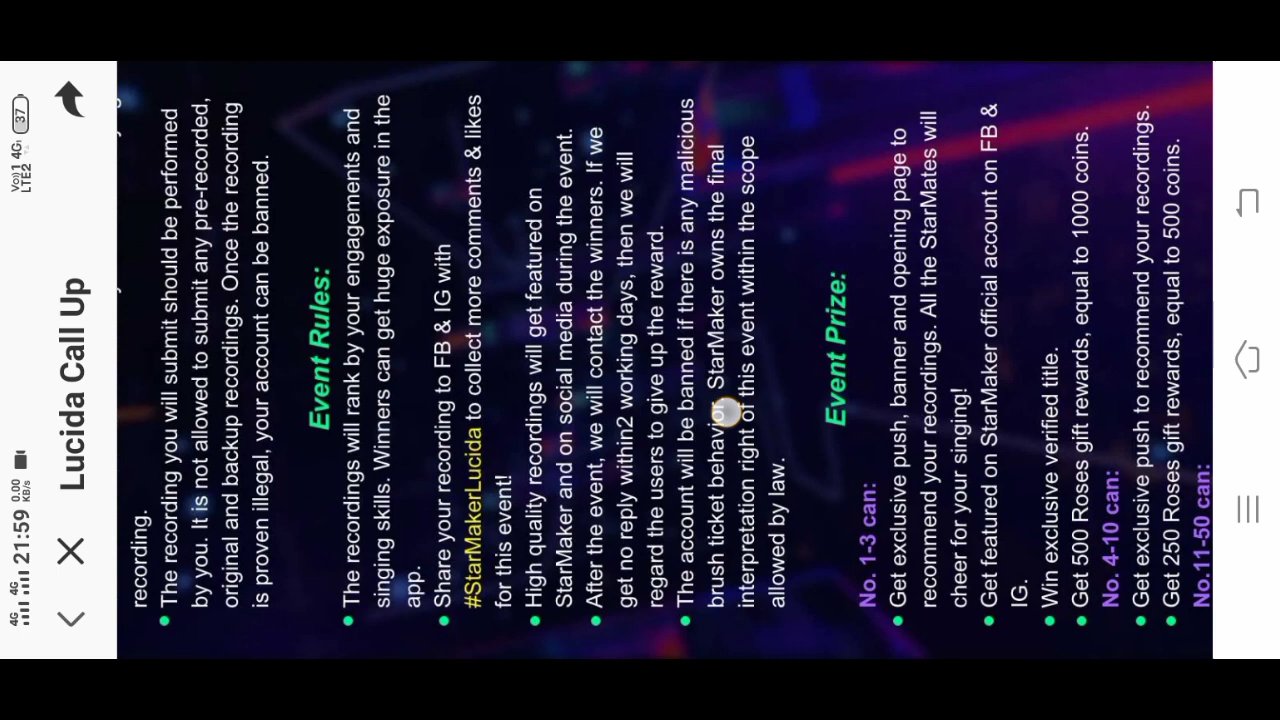 4G 4G 21:59 0.00 KB/s Vo)) 1 4G LTE2 37
Lucida Call Up
recording.
The recording you will submit should be performed
by you. It is not allowed to submit any pre-recorded,
original and backup recordings. Once the recording
is proven illegal, your account can be banned.
Event Rules:
The recordings will rank by your engagements and
singing skills. Winners can get huge exposure in the
app.
Share your recording to FB & IG with
#StarMakerLucida to collect more comments & likes
for this event!
High quality recordings will get featured on
StarMaker and on social media during the event.
After the event, we will contact the winners. If we
get no reply within2 working days, then we will
regard the users to give up the reward.
The account will be banned if there is any malicious
brush ticket behavior StarMaker owns the final
interpretation right of this event within the scope
allowed by law.
Event Prize:
No. 1-3 can:
Get exclusive push, banner and opening page to
recommend your recordings. All the StarMates will
cheer for your singing!
Get featured on StarMaker official account on FB &
IG.
Win exclusive verified title.
Get 500 Roses gift rewards, equal to 1000 coins.
No. 4-10 can:
Get exclusive push to recommend your recordings.
Get 250 Roses gift rewards, equal to 500 coins.
No.11-50 can: